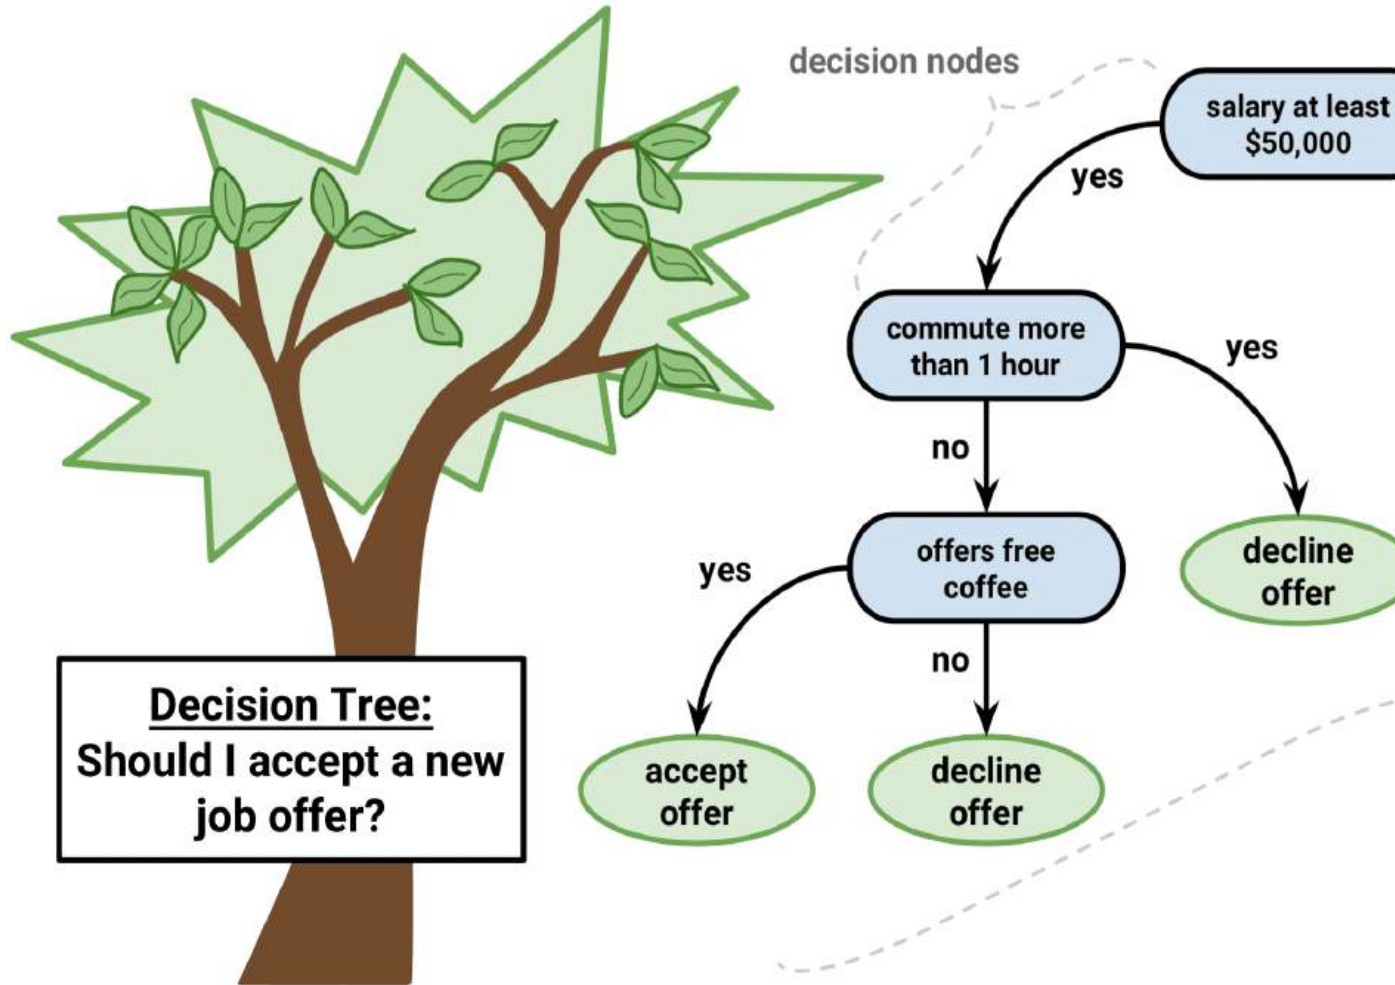 decision nodes
salary at least
$50,000
yes
commute more
than 1 hour
yes
no
offers free
coffee
decline
offer
yes
no
Decision Tree:
Should I accept a new
job offer?
accept
offer
decline
offer